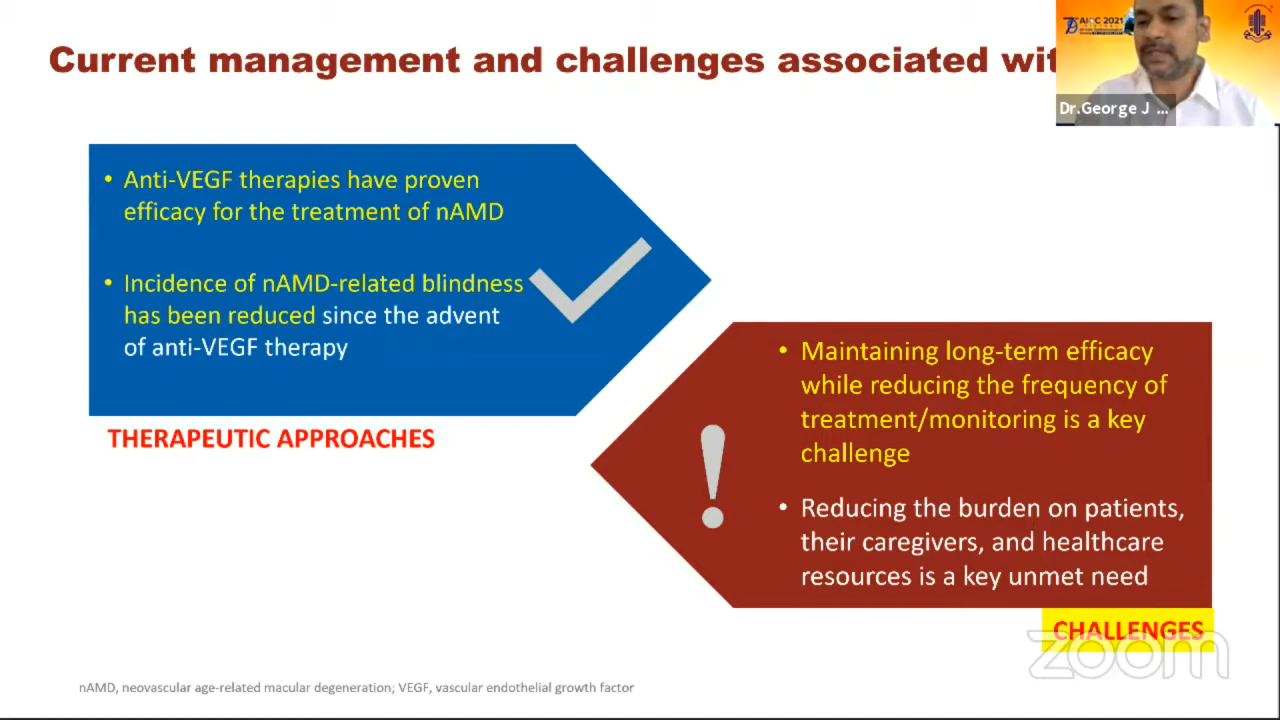 Current management and challenges associated wit
AIOC 2021
Dr.George J ...
• Anti-VEGF therapies have proven
efficacy for the treatment of nAMD
• Incidence of nAMD-related blindness
has been reduced since the advent
of anti-VEGF therapy
THERAPEUTIC APPROACHES
• Maintaining long-term efficacy
while reducing the frequency of
treatment/monitoring is a key
challenge
• Reducing the burden on patients,
their caregivers, and healthcare
resources is a key unmet need
CHALLENGES
zoom
nAMD, neovascular age-related macular degeneration; VEGF, vascular endothelial growth factor